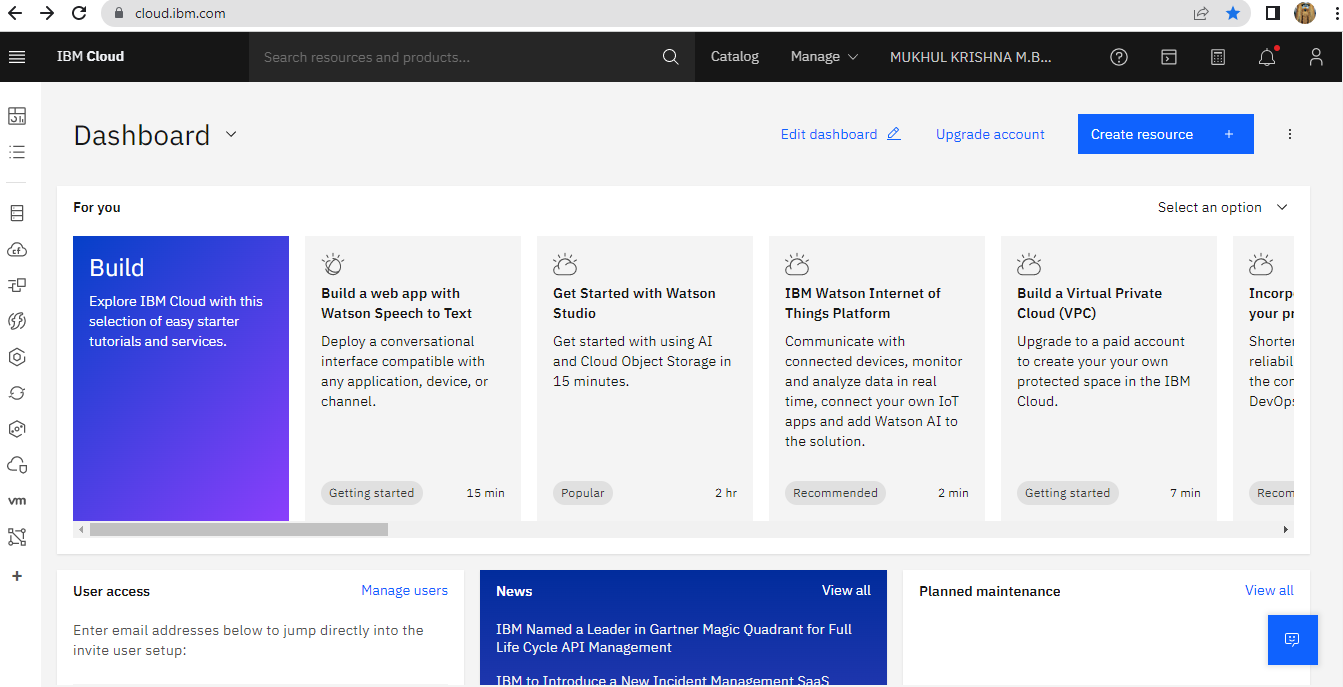 cloud.ibm.com
IBM Cloud
Search resources and products...
Catalog
Manage
MUKHUL KRISHNA M.B...
Dashboard
Edit dashboard
Upgrade account
Create resource +
For you
Select an option
Build
Explore IBM Cloud with this
selection of easy starter
tutorials and services.
Build a web app with
Watson Speech to Text
Deploy a conversational
interface compatible with
any application, device, or
channel.
Getting started
15 min
Get Started with Watson
Studio
Get started with using AI
and Cloud Object Storage in
15 minutes.
Popular
2 hr
IBM Watson Internet of
Things Platform
Communicate with
connected devices, monitor
and analyze data in real
time, connect your own IoT
apps and add Watson AI to
the solution.
Recommended
2 min
Build a Virtual Private
Cloud (VPC)
Upgrade to a paid account
to create your your own
protected space in the IBM
Cloud.
Getting started
7 min
Incorp
your pr
Shorter
reliabil
the con
DevOps
Recom
cf
vm
User access
Manage users
Enter email addresses below to jump directly into the
invite user setup:
News
View all
IBM Named a Leader in Gartner Magic Quadrant for Full
Life Cycle API Management
IBM to Introduce a New Incident Management SaaS
Planned maintenance
View all